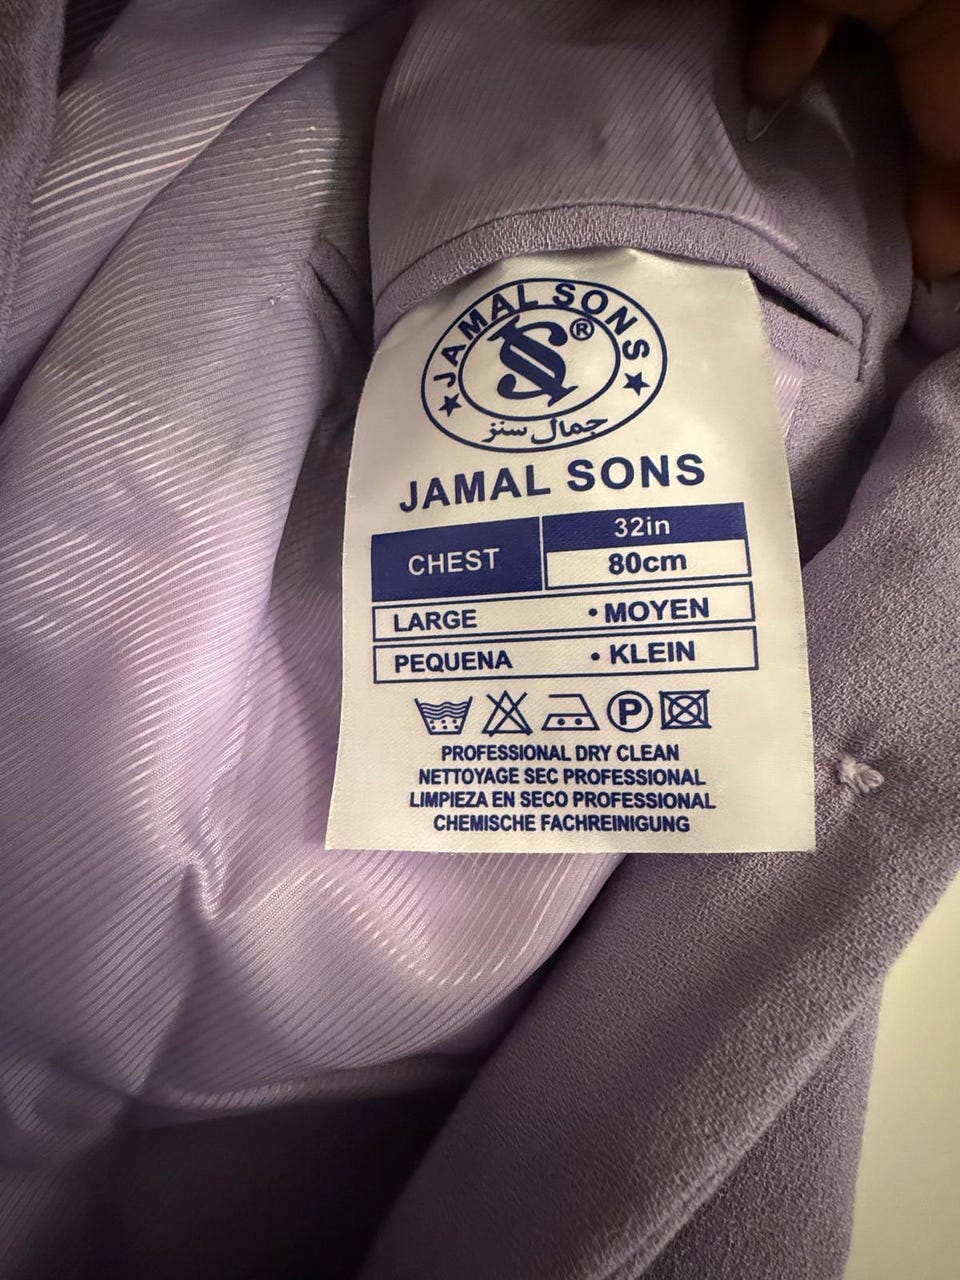 JAMAL SONS
JS®
جمال سنز
JAMAL SONS
CHEST
32in
80cm
LARGE • MOYEN
PEQUENA • KLEIN
P
PROFESSIONAL DRY CLEAN
NETTOYAGE SEC PROFESSIONAL
LIMPIEZA EN SECO PROFESSIONAL
CHEMISCHE FACHREINIGUNG